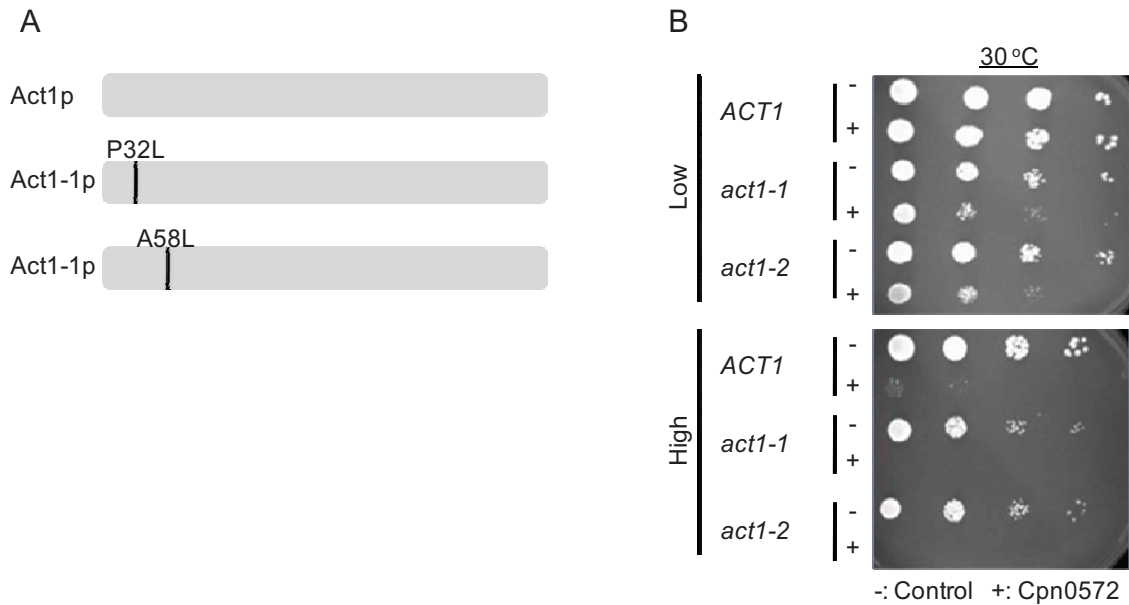 A
Act1p
P32L
Act1-1p
A58L
Act1-1p
B
30 °C
Low
ACT1
-
+
act1-1
-
+
act1-2
-
+
High
ACT1
-
+
act1-1
-
+
act1-2
-
+
-: Control +: Cpn0572